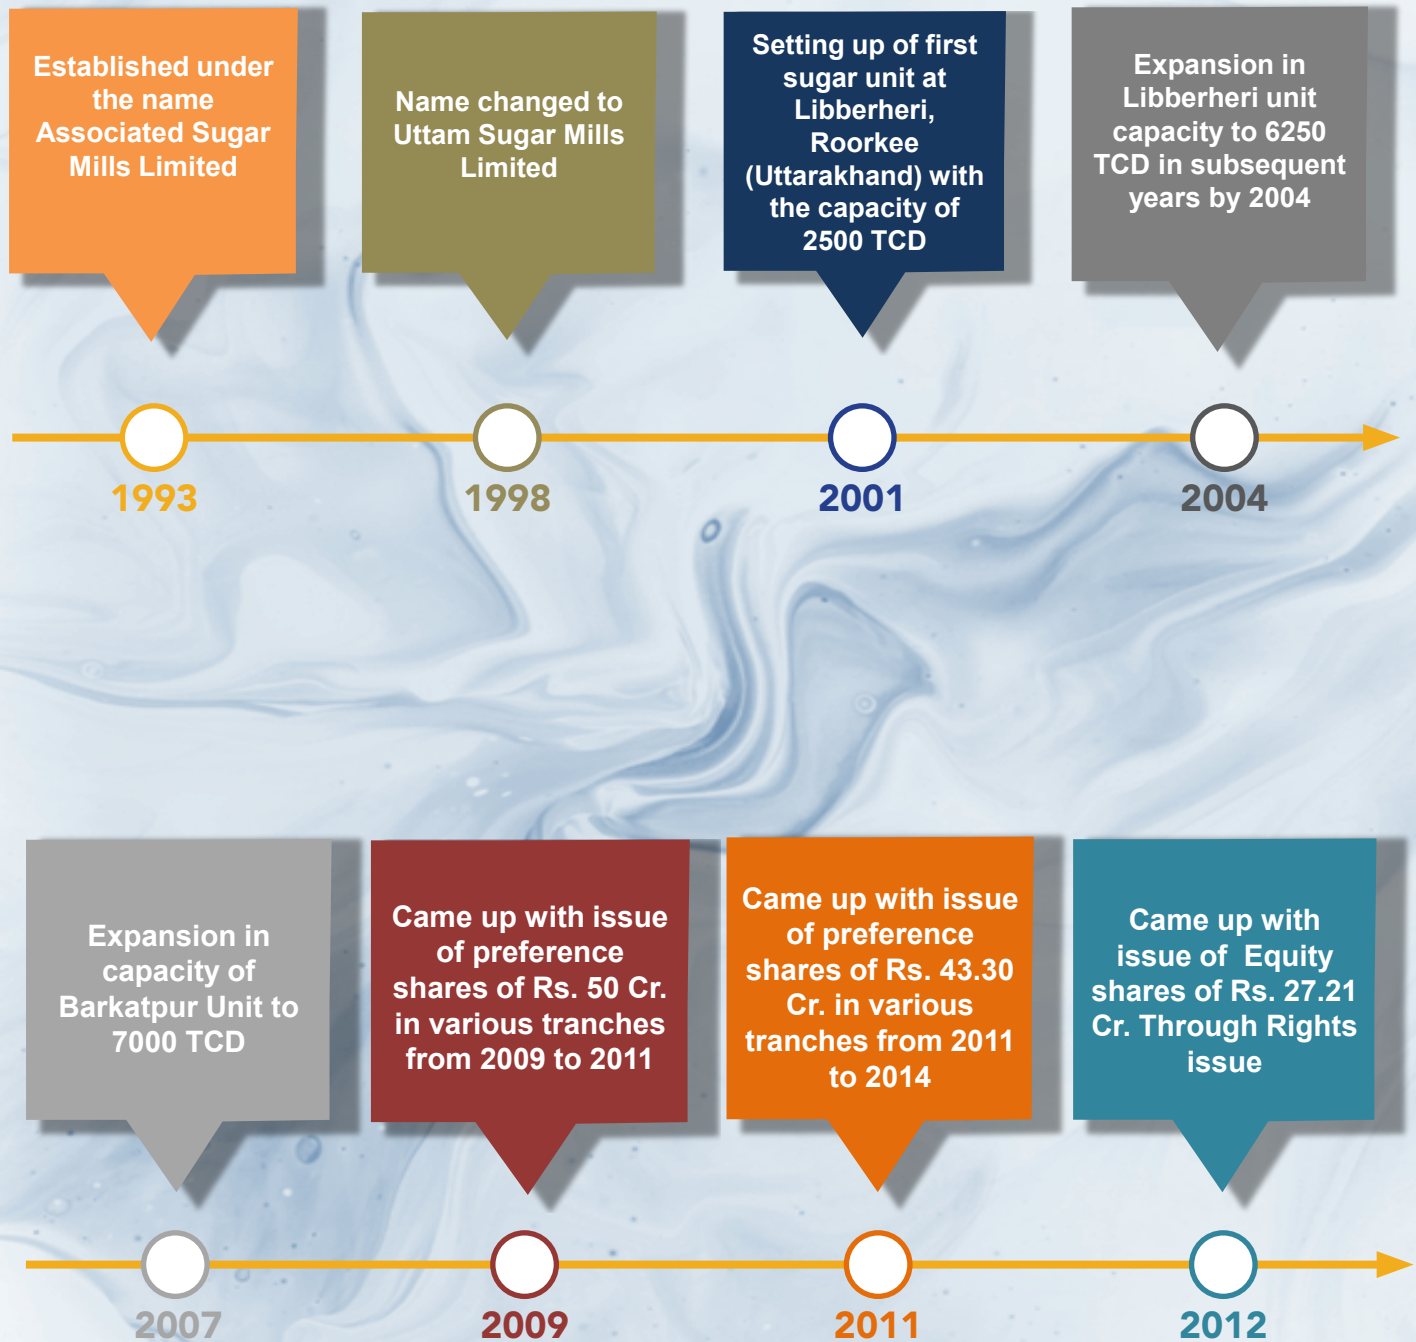 Established under
the name
Associated Sugar
Mills Limited
Name changed to
Uttam Sugar Mills
Limited
Setting up of first
sugar unit at
Libberheri,
Roorkee
(Uttarakhand) with
the capacity of
2500 TCD
Expansion in
Libberheri unit
capacity to 6250
TCD in subsequent
years by 2004
1993
1998
2001
2004
Expansion in
capacity of
Barkatpur Unit to
7000 TCD
Came up with issue
of preference
shares of Rs. 50 Cr.
in various tranches
from 2009 to 2011
Came up with issue
of preference
shares of Rs. 43.30
Cr. in various
tranches from 2011
to 2014
Came up with
issue of Equity
shares of Rs. 27.21
Cr. Through Rights
issue
2007
2009
2011
2012